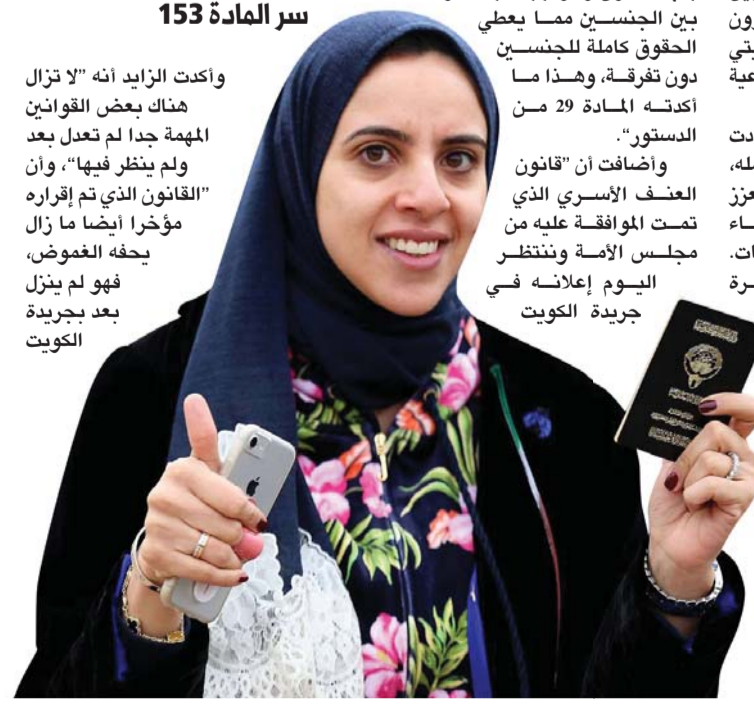 بين الجنسين مما يعطي
الحقوق كاملة للجنسين
دون تفرقة، وهذا ما
أكدته المادة 29 من
الدستور".
وأضافت أن "قانون
العنف الأسري الذي
تمت الموافقة عليه من
مجلس الأمة وننتظر
اليوم إعلانه في
جريدة الكويت
سر المادة 153
وأكدت الزايد أنه "لا تزال
هناك بعض القوانين
المهمة جدا لم تعدل بعد
ولم ينظر فيها"، وأن
"القانون الذي تم إقراره
مؤخرا أيضا ما زال
يحفه الغموض،
فهو لم ينزل
بعد بجريدة
الكويت